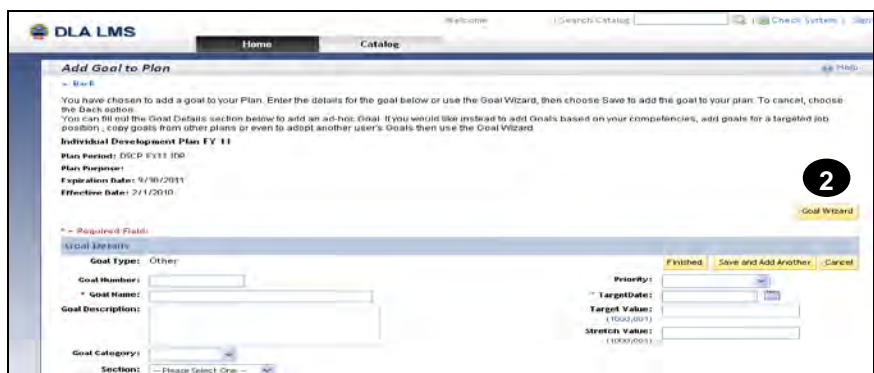 DLA LMS
Welcome
Search Catalog
Check System
Sign
Home
Catalog
Add Goal to Plan
Help
Back
You have chosen to add a goal to your Plan. Enter the details for the goal below or use the Goal Wizard, then choose Save to add the goal to your plan. To cancel, choose
the Back option.
You can fill out the Goal Details section below to add an ad-hoc Goal. If you would like instead to add Goals based on your competencies, add goals for a targeted job
position , copy goals from other plans or even to adopt another user's Goals then use the Goal Wizard
Individual Development Plan FY 11
Plan Period: DSCP FY11 IDP
Plan Purpose:
Expiration Date: 9/30/2011
Effective Date: 2/1/2010
2
Goal Wizard
* = Required Fields
Goal Details
Goal Type: Other
Finished
Save and Add Another
Cancel
Goal Number:
Priority:
* Goal Name:
* TargetDate:
Goal Description:
Target Value:
(1000,001)
Stretch Value:
(1000,001)
Goal Category:
Section: -- Please Select One --